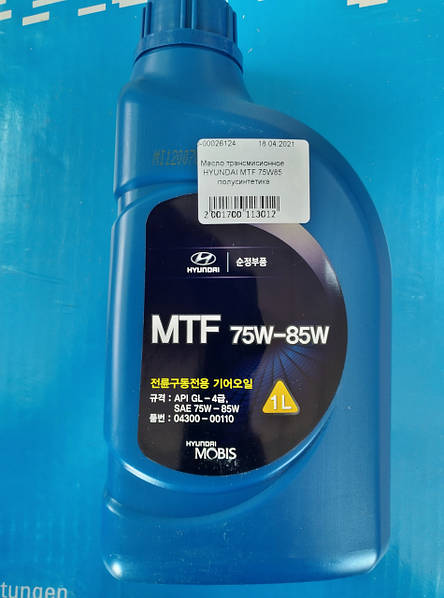 -00026124 18.04.2021
Масло трансмисионное
HYUNDAI MTF 75W85
полусинтетика
2 001700 113012
HYUNDAI
순정부품
MTF 75W-85W
전륜구동전용 기어오일
규격 : API GL - 4급,
SAE 75W - 85W
품번 : 04300 - 00110
1L
HYUNDAI
MOBIS
tungen